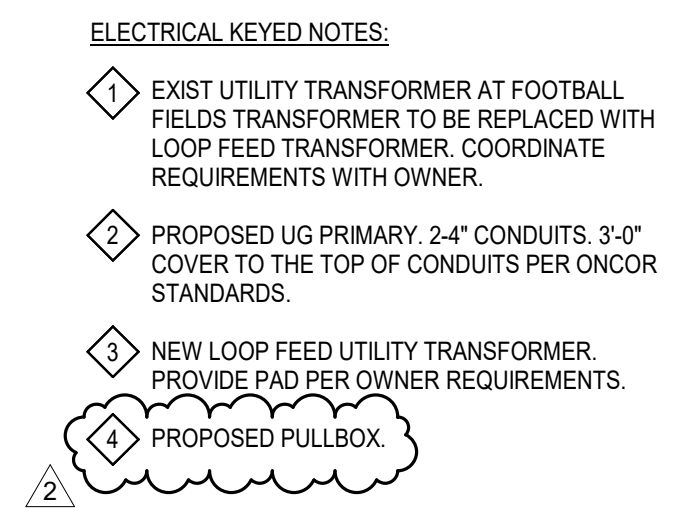 ELECTRICAL KEYED NOTES:
1 EXIST UTILITY TRANSFORMER AT FOOTBALL
FIELDS TRANSFORMER TO BE REPLACED WITH
LOOP FEED TRANSFORMER. COORDINATE
REQUIREMENTS WITH OWNER.
2 PROPOSED UG PRIMARY. 2-4" CONDUITS. 3'-0"
COVER TO THE TOP OF CONDUITS PER ONCOR
STANDARDS.
3 NEW LOOP FEED UTILITY TRANSFORMER.
PROVIDE PAD PER OWNER REQUIREMENTS.
4 PROPOSED PULLBOX.
2